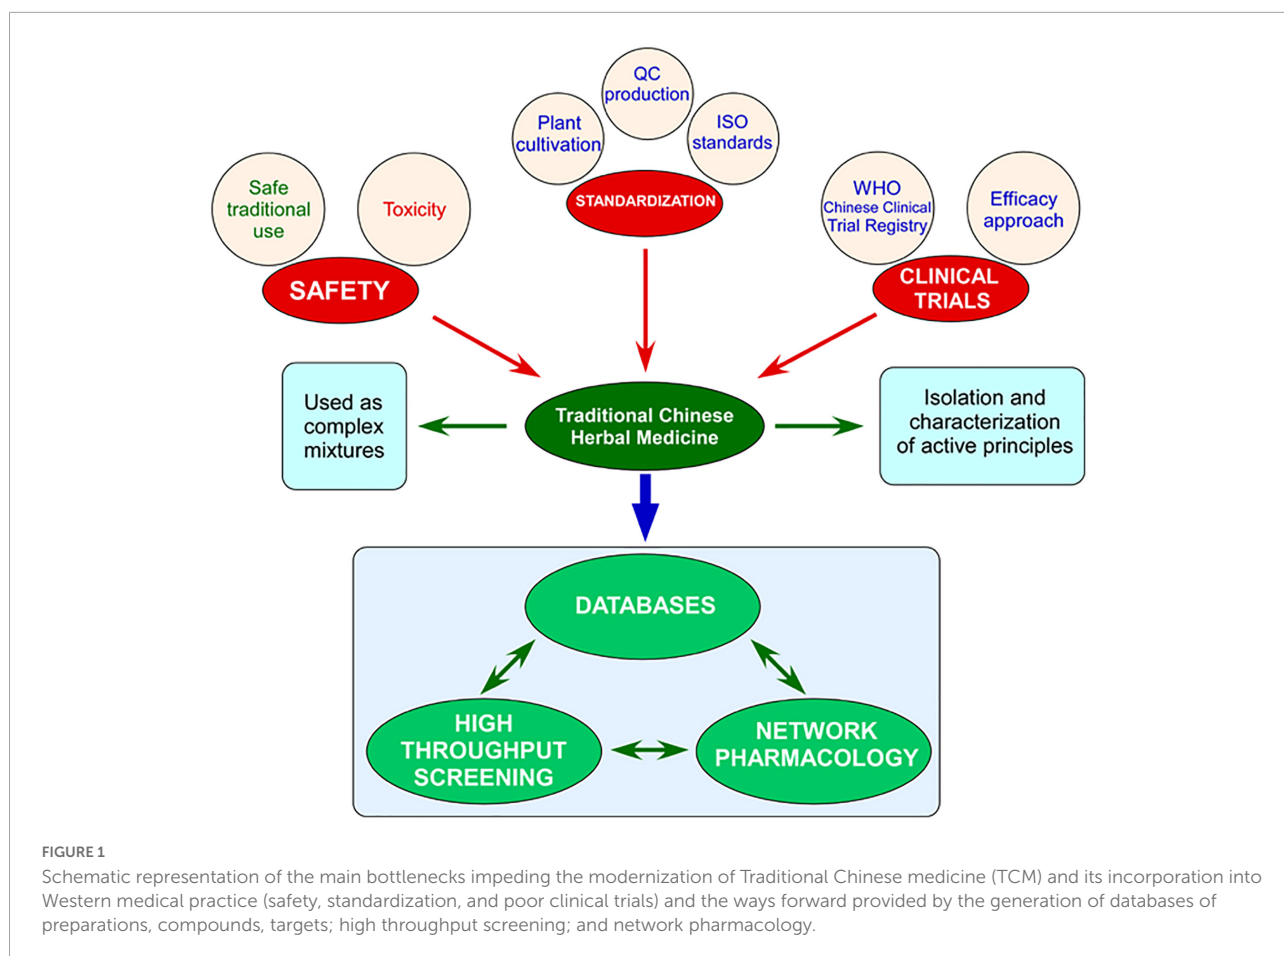 QC
production
Plant
cultivation
ISO
standards
STANDARDIZATION
Safe
traditional
use
Toxicity
SAFETY
WHO
Chinese Clinical
Trial Registry
Efficacy
approach
CLINICAL
TRIALS
Used as
complex
mixtures
Traditional Chinese
Herbal Medicine
Isolation and
characterization
of active principles
DATABASES
HIGH
THROUGHPUT
SCREENING
NETWORK
PHARMACOLOGY
FIGURE 1
Schematic representation of the main bottlenecks impeding the modernization of Traditional Chinese medicine (TCM) and its incorporation into
Western medical practice (safety, standardization, and poor clinical trials) and the ways forward provided by the generation of databases of
preparations, compounds, targets; high throughput screening; and network pharmacology.